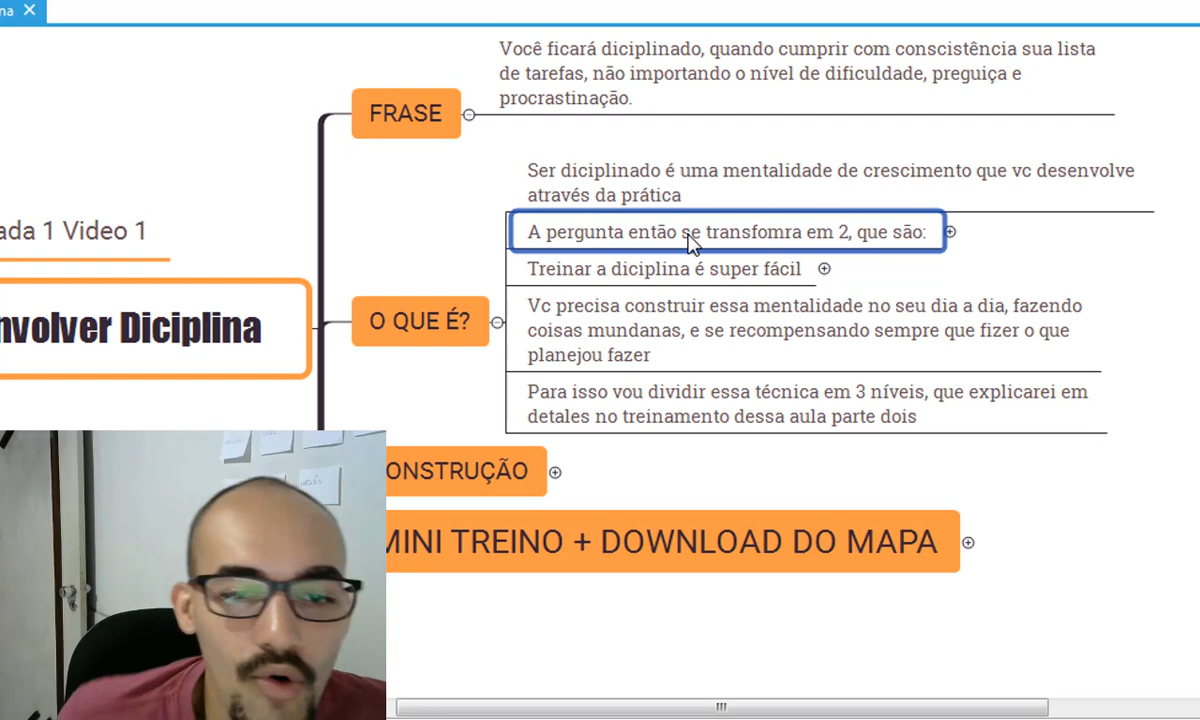 na ✕
Você ficará diciplinado, quando cumprir com conscistência sua lista
de tarefas, não importando o nível de dificuldade, preguiça e
procrastinação.
FRASE
Ser diciplinado é uma mentalidade de crescimento que vc desenvolve
através da prática
ada 1 Video 1
A pergunta então se transfomra em 2, que são:
Treinar a diciplina é super fácil
nvolver Diciplina
O QUE É?
Vc precisa construir essa mentalidade no seu dia a dia, fazendo
coisas mundanas, e se recompensando sempre que fizer o que
planejou fazer
Para isso vou dividir essa técnica em 3 níveis, que explicarei em
detales no treinamento dessa aula parte dois
ONSTRUÇÃO
MINI TREINO + DOWNLOAD DO MAPA